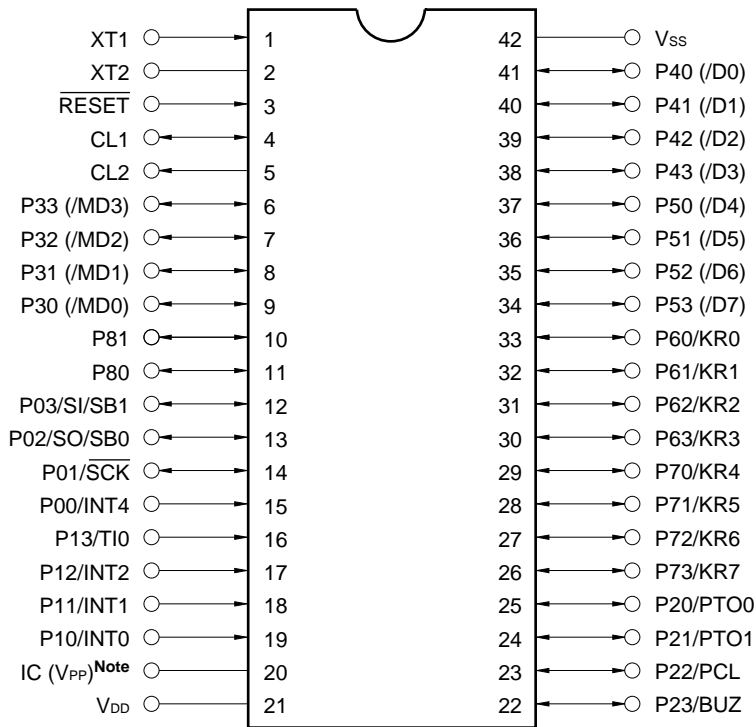 XT1 1 42 Vss
XT2 2 41 P40 (/D0)
RESET 3 40 P41 (/D1)
CL1 4 39 P42 (/D2)
CL2 5 38 P43 (/D3)
P33 (/MD3) 6 37 P50 (/D4)
P32 (/MD2) 7 36 P51 (/D5)
P31 (/MD1) 8 35 P52 (/D6)
P30 (/MD0) 9 34 P53 (/D7)
P81 10 33 P60/KR0
P80 11 32 P61/KR1
P03/SI/SB1 12 31 P62/KR2
P02/SO/SB0 13 30 P63/KR3
P01/SCK 14 29 P70/KR4
P00/INT4 15 28 P71/KR5
P13/TI0 16 27 P72/KR6
P12/INT2 17 26 P73/KR7
P11/INT1 18 25 P20/PTO0
P10/INT0 19 24 P21/PTO1
IC (VPP)Note 20 23 P22/PCL
VDD 21 22 P23/BUZ